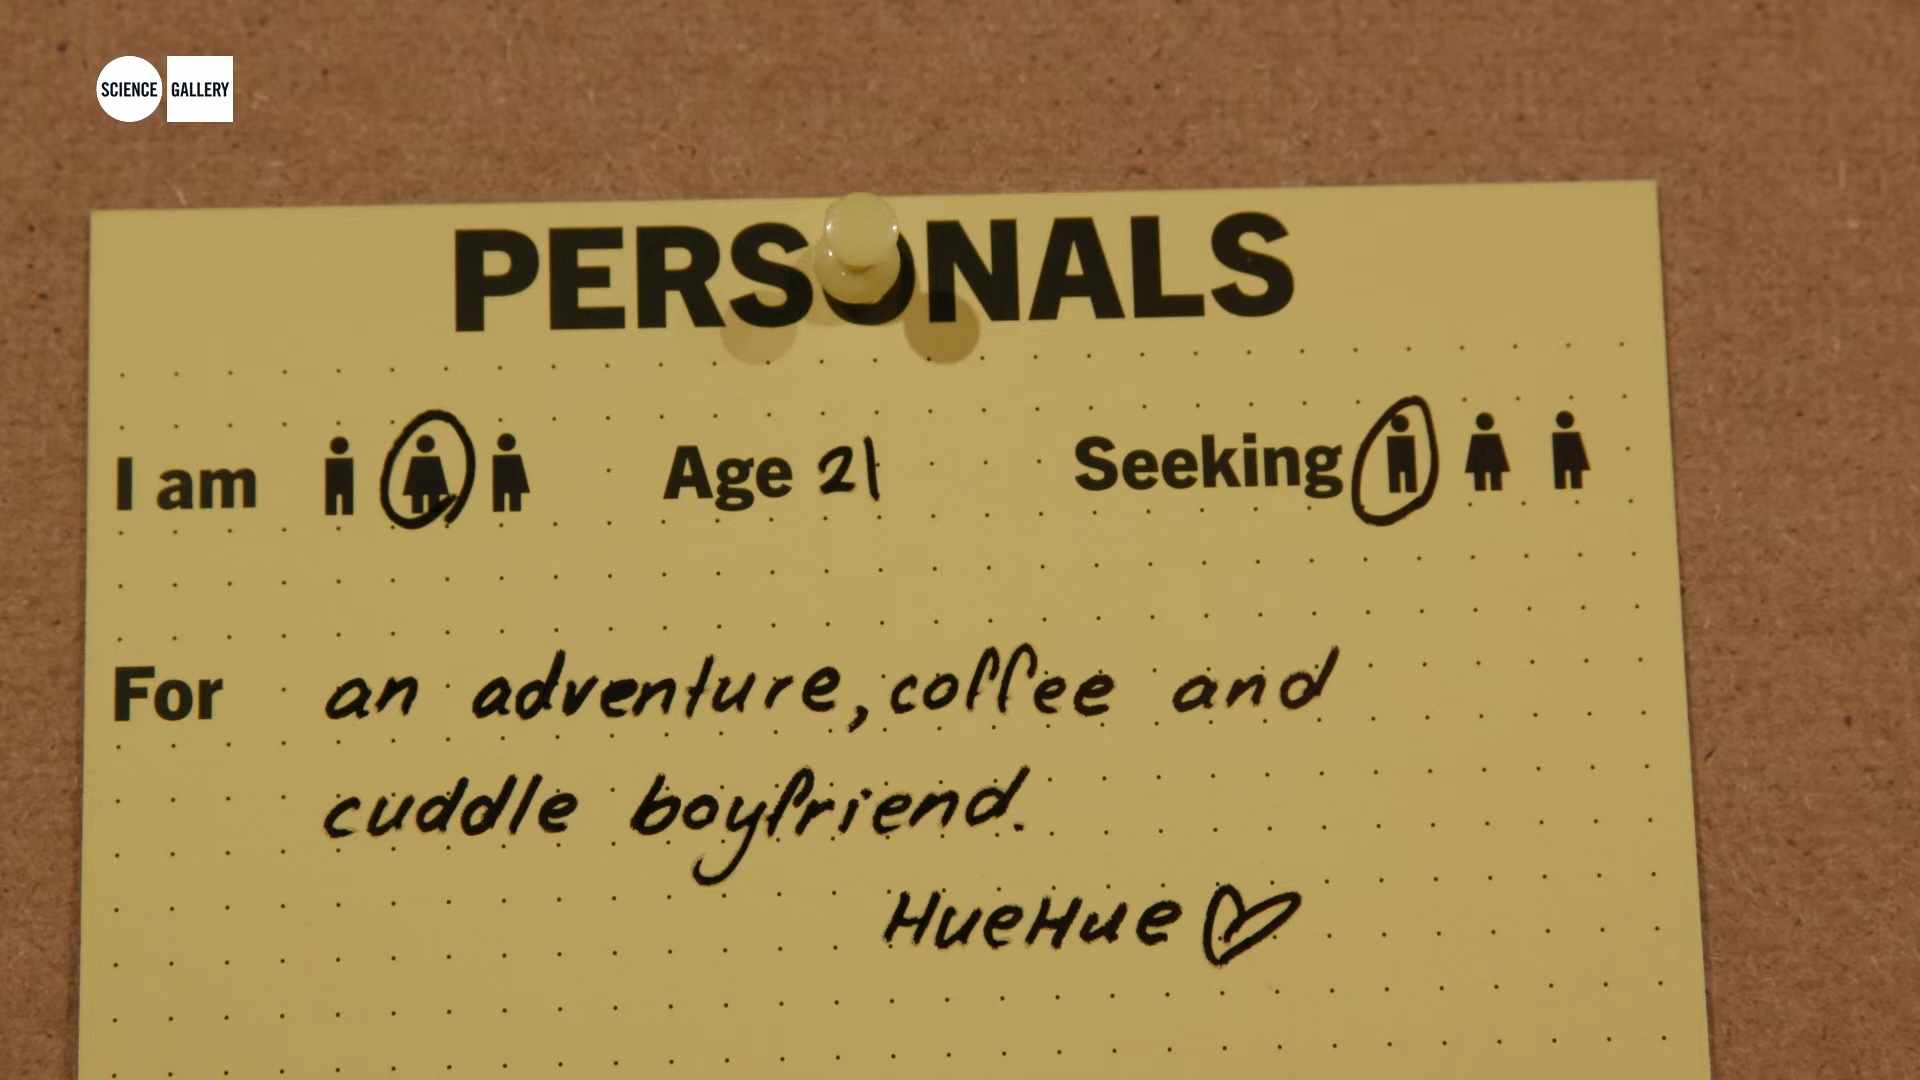 SCIENCE GALLERY
PERSONALS
I am Age 21 Seeking
For an adventure, coffee and
cuddle boyfriend.
HueHue